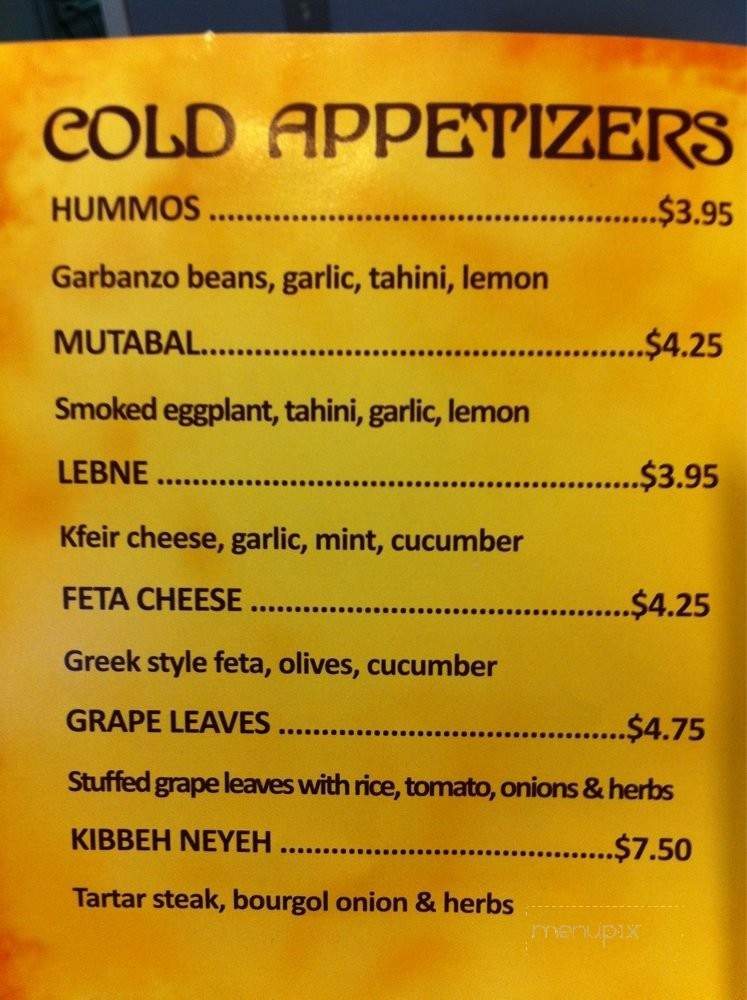 COLD APPETIZERS
HUMMOS ..................................................$3.95
Garbanzo beans, garlic, tahini, lemon
MUTABAL..................................................$4.25
Smoked eggplant, tahini, garlic, lemon
LEBNE ......................................................$3.95
Kfeir cheese, garlic, mint, cucumber
FETA CHEESE ...........................................$4.25
Greek style feta, olives, cucumber
GRAPE LEAVES ........................................$4.75
Stuffed grape leaves with rice, tomato, onions & herbs
KIBBEH NEYEH .......................................$7.50
Tartar steak, bourgol onion & herbs
menupix